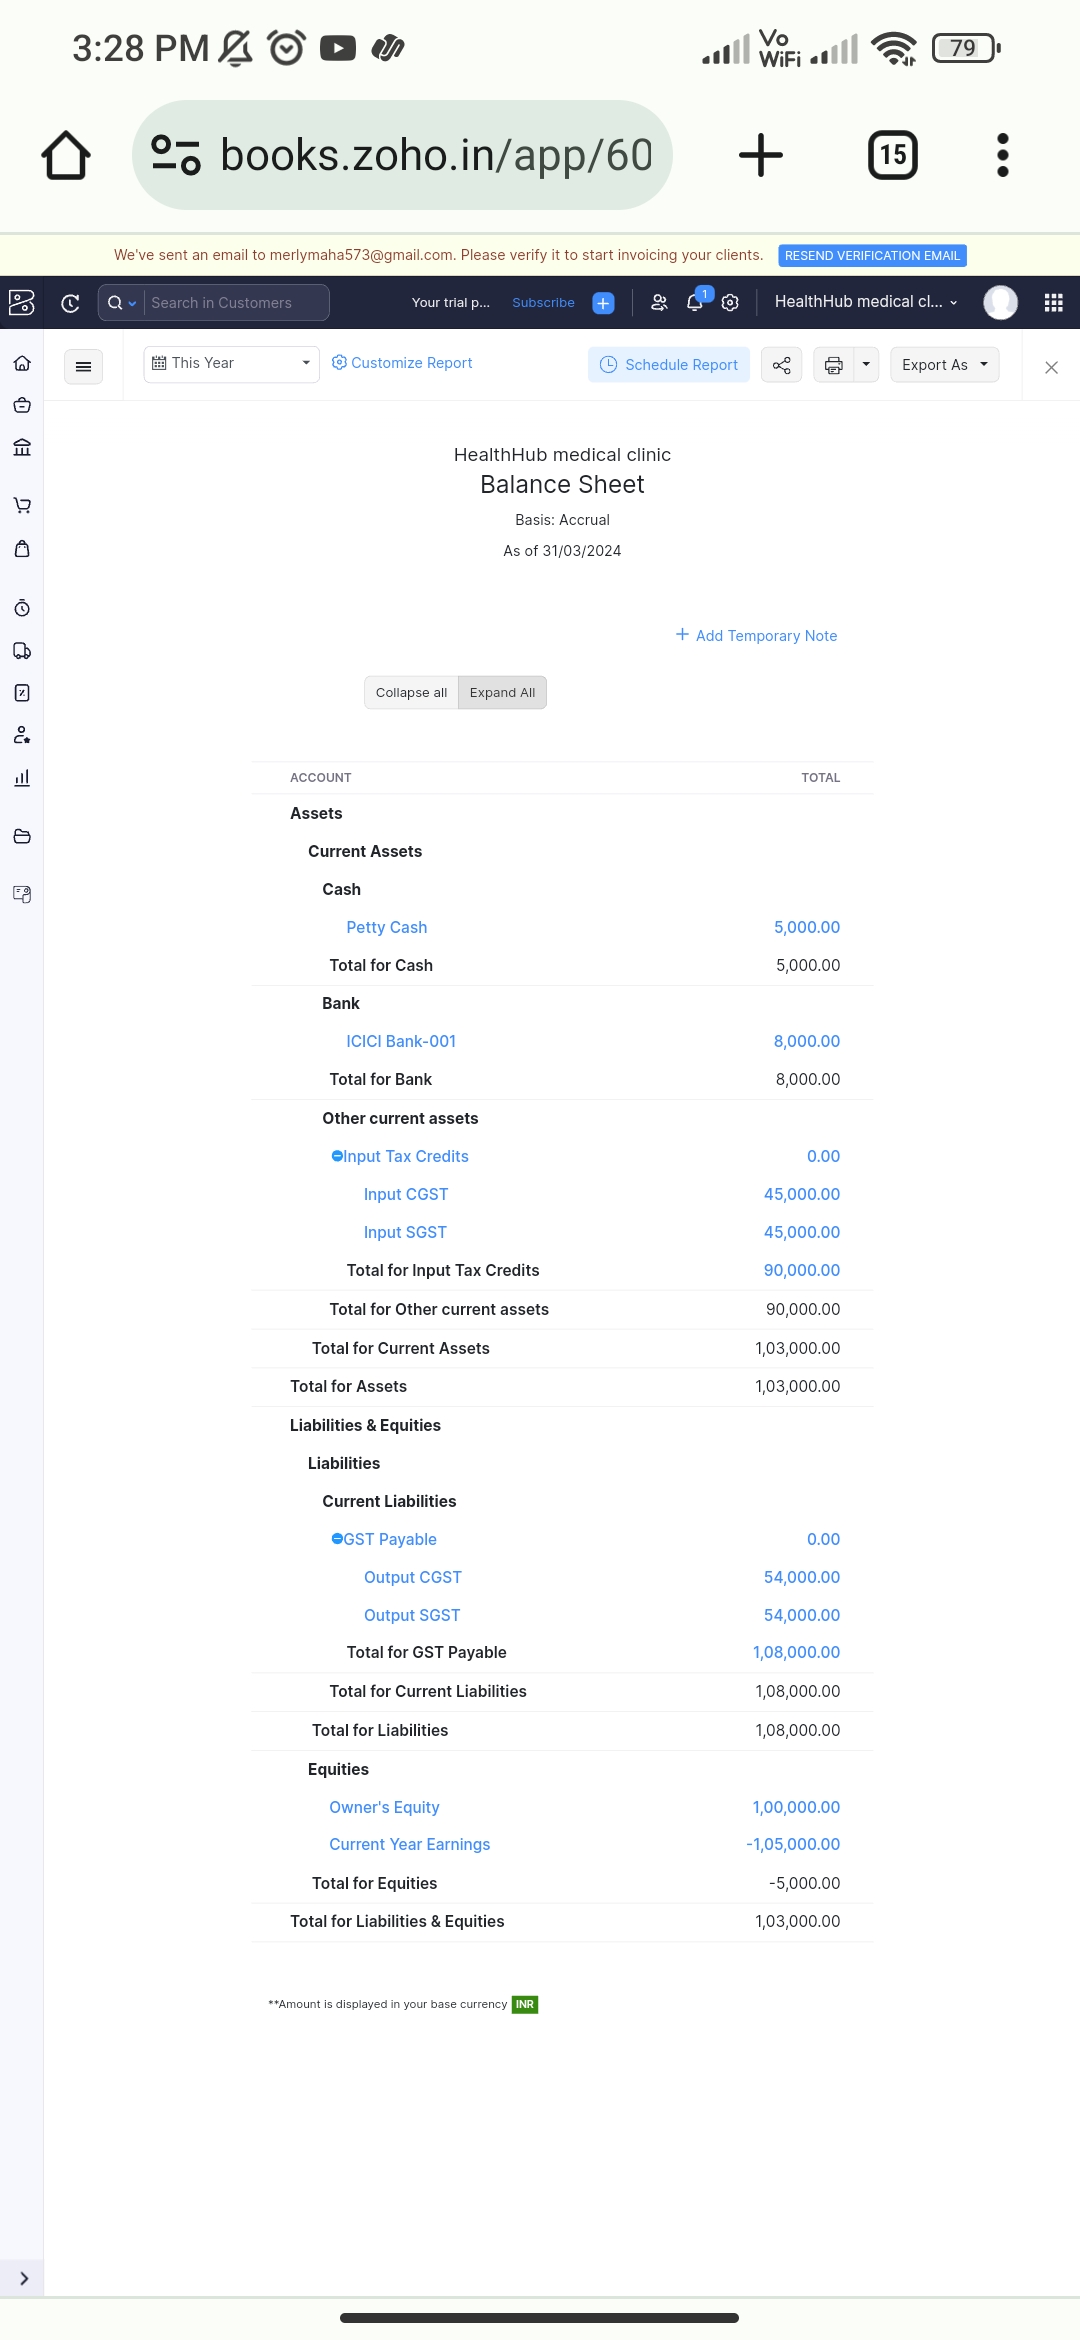 3:28 PM Vo WiFi 79
books.zoho.in/app/60 15
We've sent an email to merlymaha573@gmail.com. Please verify it to start invoicing your clients. RESEND VERIFICATION EMAIL
Search in Customers Your trial p... Subscribe 1 HealthHub medical cl...
This Year Customize Report Schedule Report Export As
HealthHub medical clinic
Balance Sheet
Basis: Accrual
As of 31/03/2024
+ Add Temporary Note
Collapse all Expand All
ACCOUNT TOTAL
Assets
Current Assets
Cash
Petty Cash 5,000.00
Total for Cash 5,000.00
Bank
ICICI Bank-001 8,000.00
Total for Bank 8,000.00
Other current assets
Input Tax Credits 0.00
Input CGST 45,000.00
Input SGST 45,000.00
Total for Input Tax Credits 90,000.00
Total for Other current assets 90,000.00
Total for Current Assets 1,03,000.00
Total for Assets 1,03,000.00
Liabilities & Equities
Liabilities
Current Liabilities
GST Payable 0.00
Output CGST 54,000.00
Output SGST 54,000.00
Total for GST Payable 1,08,000.00
Total for Current Liabilities 1,08,000.00
Total for Liabilities 1,08,000.00
Equities
Owner's Equity 1,00,000.00
Current Year Earnings -1,05,000.00
Total for Equities -5,000.00
Total for Liabilities & Equities 1,03,000.00
**Amount is displayed in your base currency INR